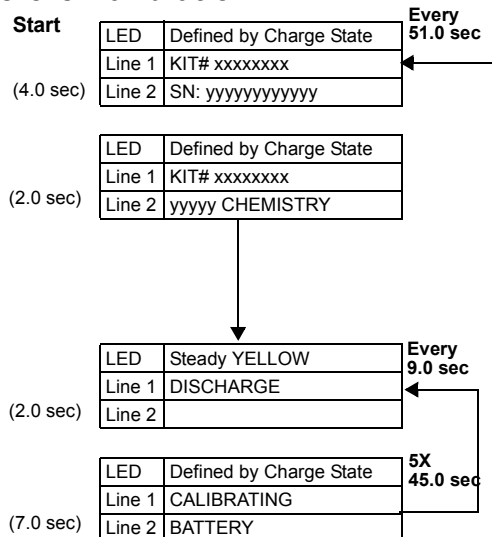 Start
Every
51.0 sec
LED Defined by Charge State
Line 1 KIT# xxxxxxxx
(4.0 sec) Line 2 SN: yyyyyyyyyyyy
LED Defined by Charge State
Line 1 KIT# xxxxxxxx
(2.0 sec) Line 2 yyyyy CHEMISTRY
LED Steady YELLOW
Every
9.0 sec
Line 1 DISCHARGE
(2.0 sec) Line 2
LED Defined by Charge State
5X
45.0 sec
Line 1 CALIBRATING
(7.0 sec) Line 2 BATTERY